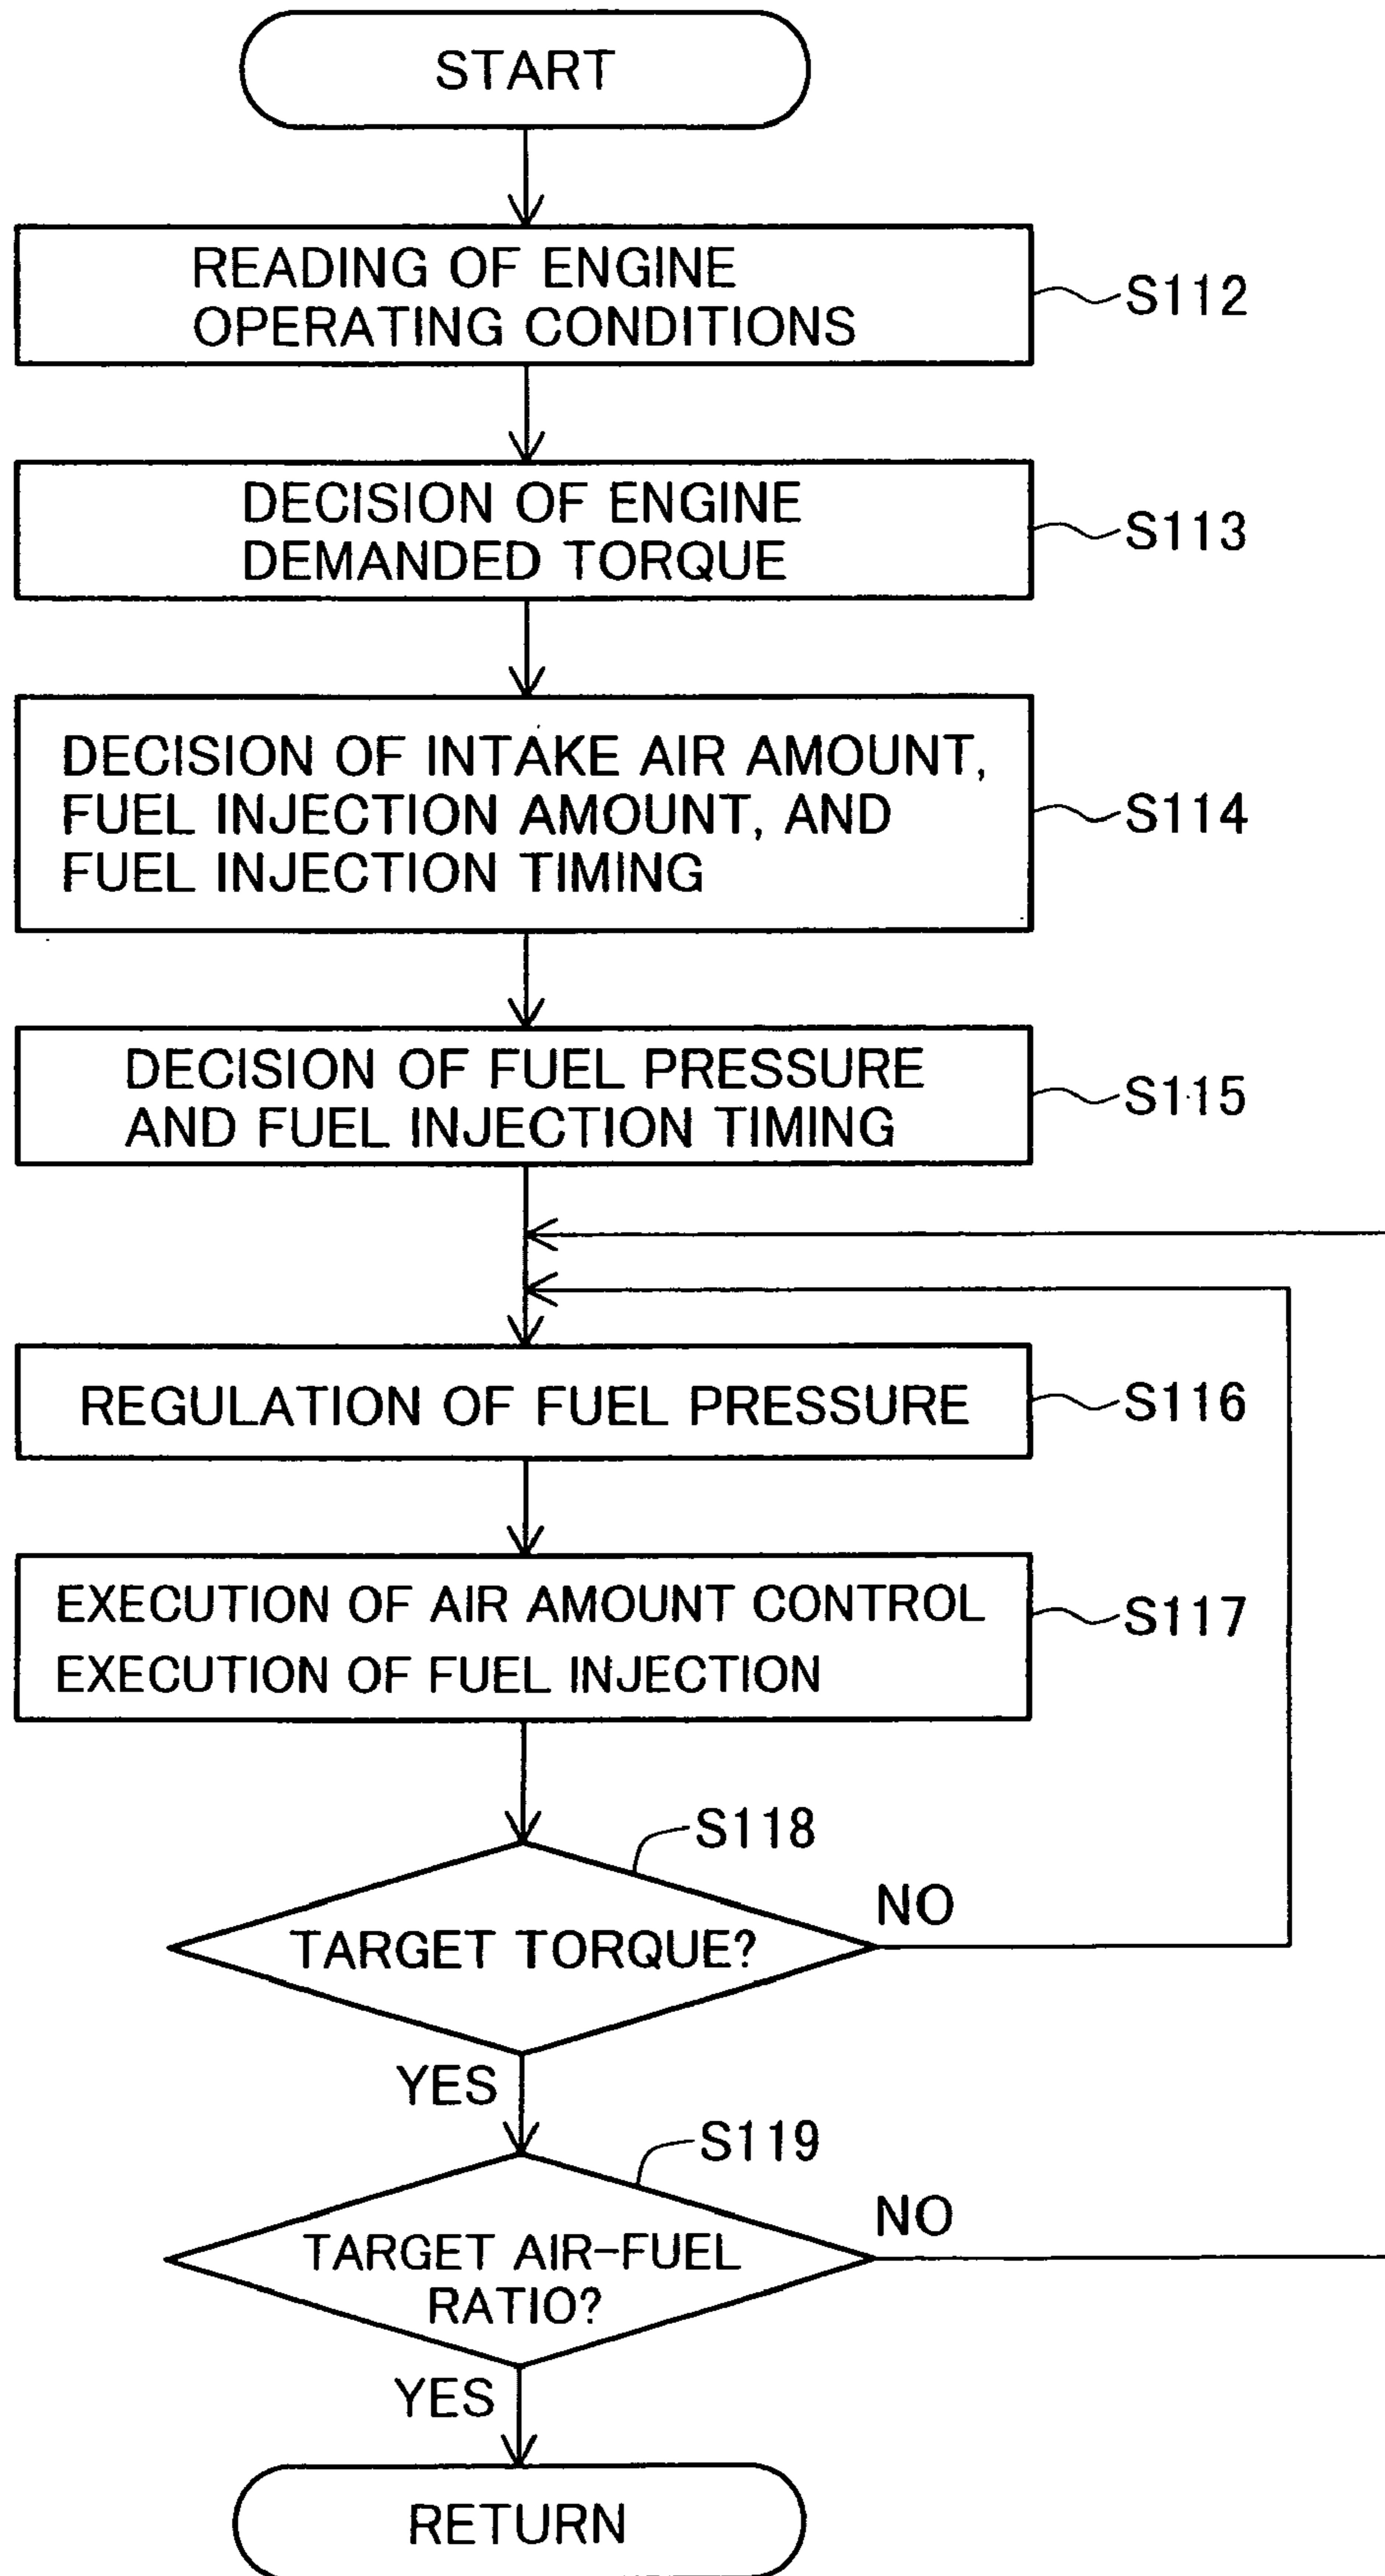 START
READING OF ENGINE
OPERATING CONDITIONS
S112
DECISION OF ENGINE
DEMANDED TORQUE
S113
DECISION OF INTAKE AIR AMOUNT,
FUEL INJECTION AMOUNT, AND
FUEL INJECTION TIMING
S114
DECISION OF FUEL PRESSURE
AND FUEL INJECTION TIMING
S115
REGULATION OF FUEL PRESSURE
S116
EXECUTION OF AIR AMOUNT CONTROL
EXECUTION OF FUEL INJECTION
S117
S118
TARGET TORQUE?
NO
YES
S119
TARGET AIR-FUEL
RATIO?
NO
YES
RETURN